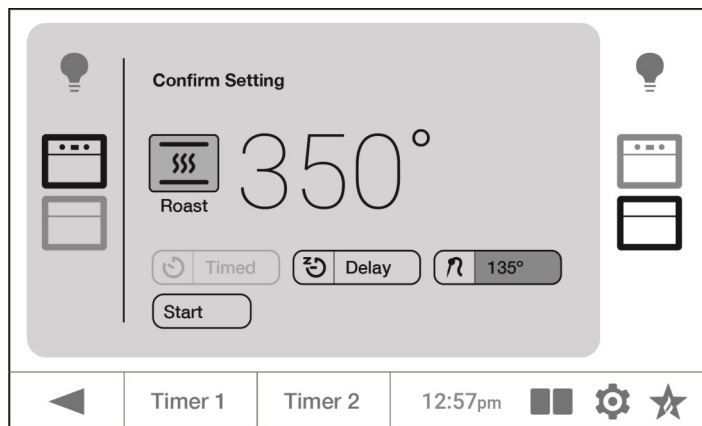 Confirm Setting
350°
Roast
Timed
Delay
135°
Start
Timer 1
Timer 2
12:57pm